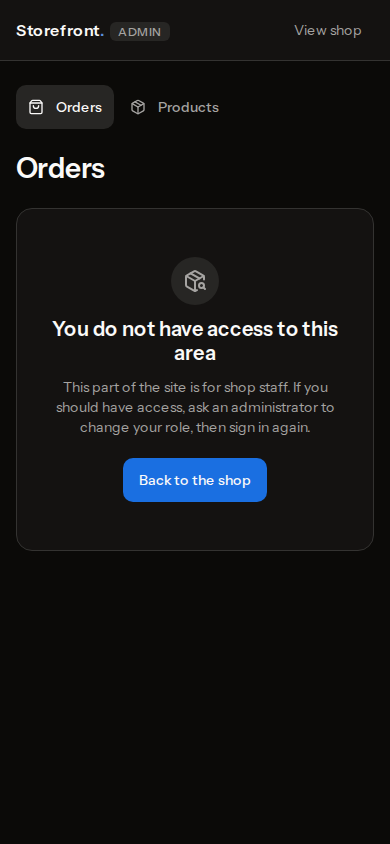 Storefront. ADMIN View shop
Orders Products
Orders
You do not have access to this
area
This part of the site is for shop staff. If you
should have access, ask an administrator to
change your role, then sign in again.
Back to the shop